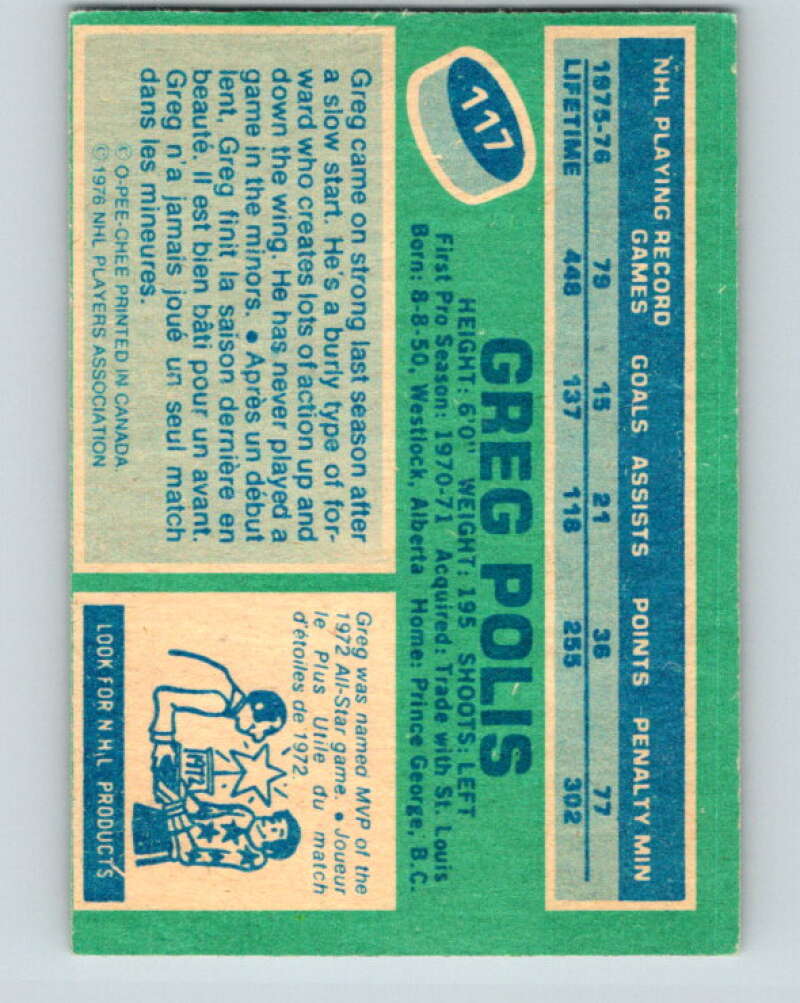 NHL PLAYING RECORD
GAMES GOALS ASSISTS POINTS PENALTY MIN
1975-76 79 15 21 36 77
LIFETIME 448 137 118 255 302
117
GREG POLIS
HEIGHT: 6'0" WEIGHT: 195 SHOOTS: LEFT
First Pro Season: 1970-71 Acquired: Trade with St. Louis
Born: 8-8-50, Westlock, Alberta Home: Prince George, B.C.
Greg came on strong last season after
a slow start. He's a burly type of for-
ward who creates lots of action up and
down the wing. He has never played a
game in the minors. • Après un début
lent, Greg finit la saison dernière en
beauté. Il est bien bâti pour un avant.
Greg n'a jamais joué un seul match
dans les mineures.
© O-PEE-CHEE PRINTED IN CANADA.
© 1976 NHL PLAYERS ASSOCIATION
Greg was named MVP of the
1972 All-Star game. • Joueur
le Plus Utile du match
d'étoiles de 1972.
LOOK FOR NHL PRODUCTS